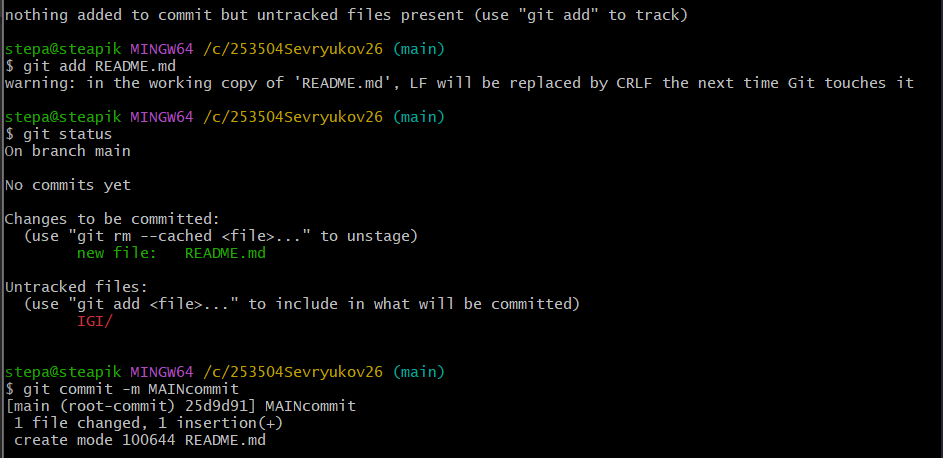 nothing added to commit but untracked files present (use "git add" to track)
stepa@steapik MINGW64 /c/253504Sevryukov26 (main)
$ git add README.md
warning: in the working copy of 'README.md', LF will be replaced by CRLF the next time Git touches it
stepa@steapik MINGW64 /c/253504Sevryukov26 (main)
$ git status
On branch main
No commits yet
Changes to be committed:
  (use "git rm --cached <file>..." to unstage)
        new file:   README.md
Untracked files:
  (use "git add <file>..." to include in what will be committed)
        IGI/
stepa@steapik MINGW64 /c/253504Sevryukov26 (main)
$ git commit -m MAINcommit
[main (root-commit) 25d9d91] MAINcommit
 1 file changed, 1 insertion(+)
 create mode 100644 README.md